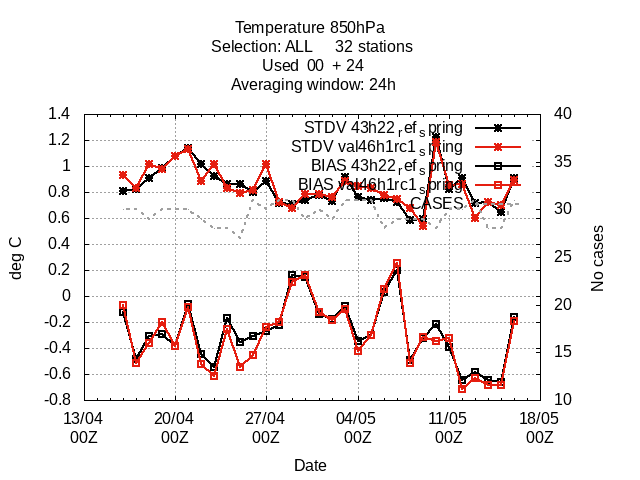 Temperature 850hPa
Selection: ALL     32 stations
Used  00  + 24
Averaging window: 24h
1.4
1.2
1
0.8
0.6
0.4
0.2
0
-0.2
-0.4
-0.6
-0.8
deg C
40
35
30
25
20
15
10
No cases
STDV 43h22_ref_spring
STDV val46h1rc1_spring
BIAS 43h22_ref_spring
BIAS val46h1rc1_spring
CASES
13/04 00Z
20/04 00Z
27/04 00Z
04/05 00Z
11/05 00Z
18/05 00Z
Date